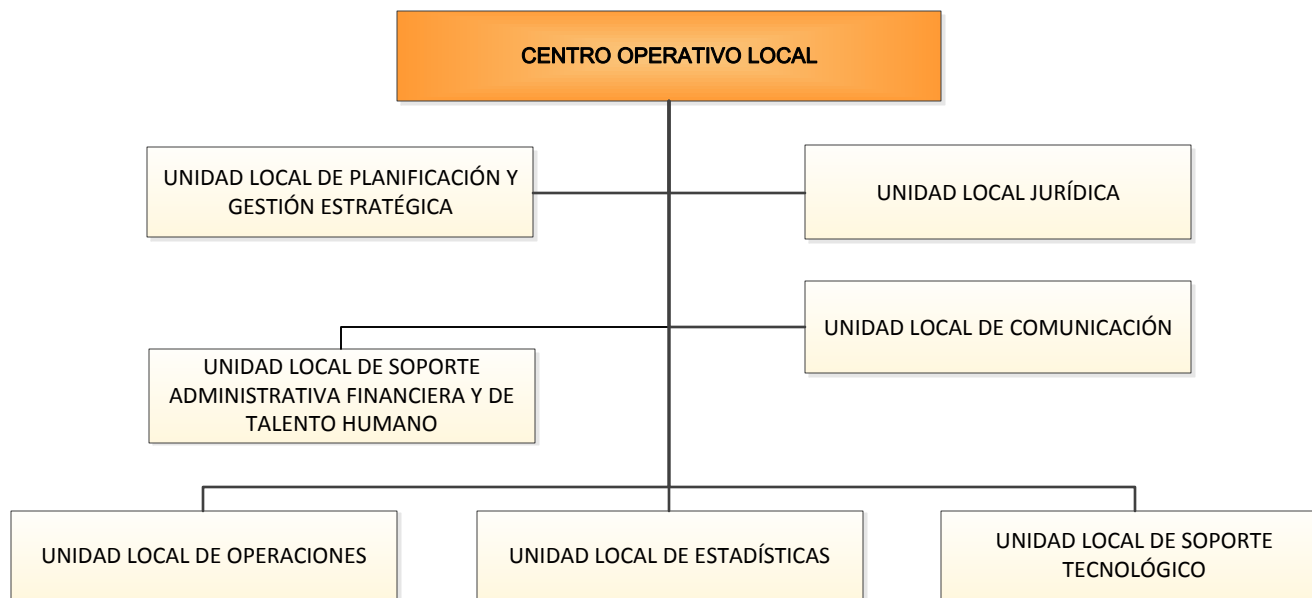 CENTRO OPERATIVO LOCAL
UNIDAD LOCAL DE PLANIFICACIÓN Y
GESTIÓN ESTRATÉGICA
UNIDAD LOCAL JURÍDICA
UNIDAD LOCAL DE COMUNICACIÓN
UNIDAD LOCAL DE SOPORTE
ADMINISTRATIVA FINANCIERA Y DE
TALENTO HUMANO
UNIDAD LOCAL DE OPERACIONES
UNIDAD LOCAL DE ESTADÍSTICAS
UNIDAD LOCAL DE SOPORTE
TECNOLÓGICO